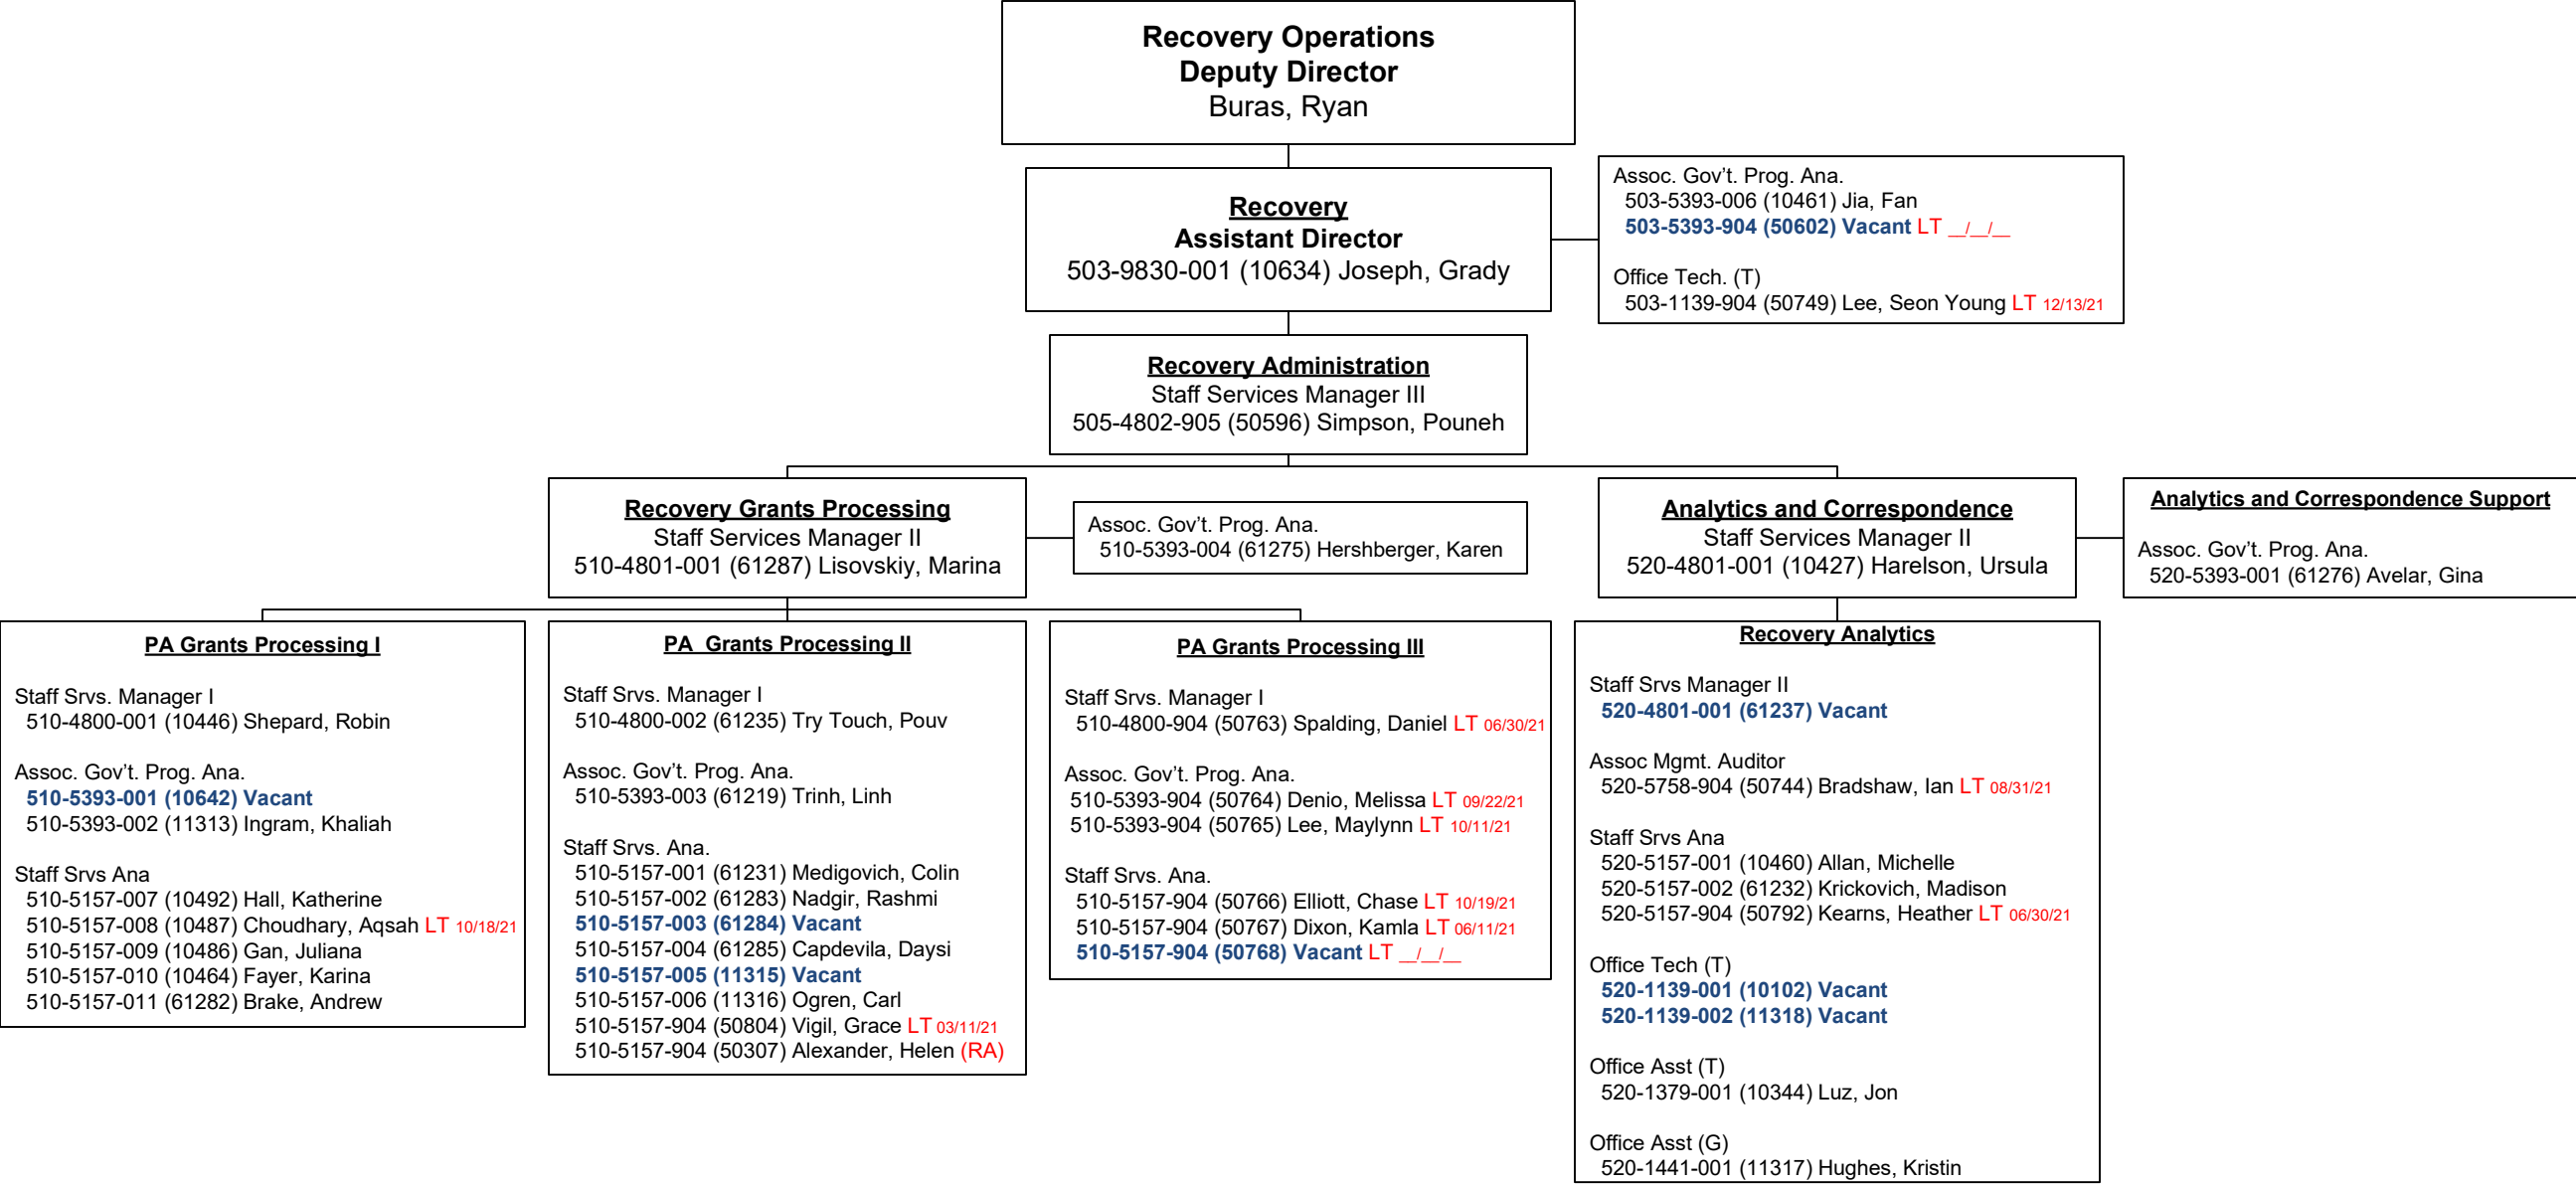 Recovery Operations
Deputy Director
Buras, Ryan
Recovery
Assistant Director
503-9830-001 (10634) Joseph, Grady
Assoc. Gov’t. Prog. Ana.
503-5393-006 (10461) Jia, Fan
503-5393-904 (50602) Vacant LT __/__/__
Office Tech. (T)
503-1139-904 (50749) Lee, Seon Young LT 12/13/21
Recovery Administration
Staff Services Manager III
505-4802-905 (50596) Simpson, Pouneh
Recovery Grants Processing
Staff Services Manager II
510-4801-001 (61287) Lisovskiy, Marina
Assoc. Gov’t. Prog. Ana.
510-5393-004 (61275) Hershberger, Karen
Analytics and Correspondence
Staff Services Manager II
520-4801-001 (10427) Harelson, Ursula
Analytics and Correspondence Support
Assoc. Gov’t. Prog. Ana.
520-5393-001 (61276) Avelar, Gina
PA Grants Processing I
Staff Srvs. Manager I
510-4800-001 (10446) Shepard, Robin
Assoc. Gov’t. Prog. Ana.
510-5393-001 (10642) Vacant
510-5393-002 (11313) Ingram, Khaliah
Staff Srvs Ana
510-5157-007 (10492) Hall, Katherine
510-5157-008 (10487) Choudhary, Aqsah LT 10/18/21
510-5157-009 (10486) Gan, Juliana
510-5157-010 (10464) Fayer, Karina
510-5157-011 (61282) Brake, Andrew
PA Grants Processing II
Staff Srvs. Manager I
510-4800-002 (61235) Try Touch, Pouv
Assoc. Gov’t. Prog. Ana.
510-5393-003 (61219) Trinh, Linh
Staff Srvs. Ana.
510-5157-001 (61231) Medigovich, Colin
510-5157-002 (61283) Nadgir, Rashmi
510-5157-003 (61284) Vacant
510-5157-004 (61285) Capdevila, Daysi
510-5157-005 (11315) Vacant
510-5157-006 (11316) Ogren, Carl
510-5157-904 (50804) Vigil, Grace LT 03/11/21
510-5157-904 (50307) Alexander, Helen (RA)
PA Grants Processing III
Staff Srvs. Manager I
510-4800-904 (50763) Spalding, Daniel LT 06/30/21
Assoc. Gov’t. Prog. Ana.
510-5393-904 (50764) Denio, Melissa LT 09/22/21
510-5393-904 (50765) Lee, Maylynn LT 10/11/21
Staff Srvs. Ana.
510-5157-904 (50766) Elliott, Chase LT 10/19/21
510-5157-904 (50767) Dixon, Kamla LT 06/11/21
510-5157-904 (50768) Vacant LT __/__/__
Recovery Analytics
Staff Srvs Manager II
520-4801-001 (61237) Vacant
Assoc Mgmt. Auditor
520-5758-904 (50744) Bradshaw, Ian LT 08/31/21
Staff Srvs Ana
520-5157-001 (10460) Allan, Michelle
520-5157-002 (61232) Krickovich, Madison
520-5157-904 (50792) Kearns, Heather LT 06/30/21
Office Tech (T)
520-1139-001 (10102) Vacant
520-1139-002 (11318) Vacant
Office Asst (T)
520-1379-001 (10344) Luz, Jon
Office Asst (G)
520-1441-001 (11317) Hughes, Kristin